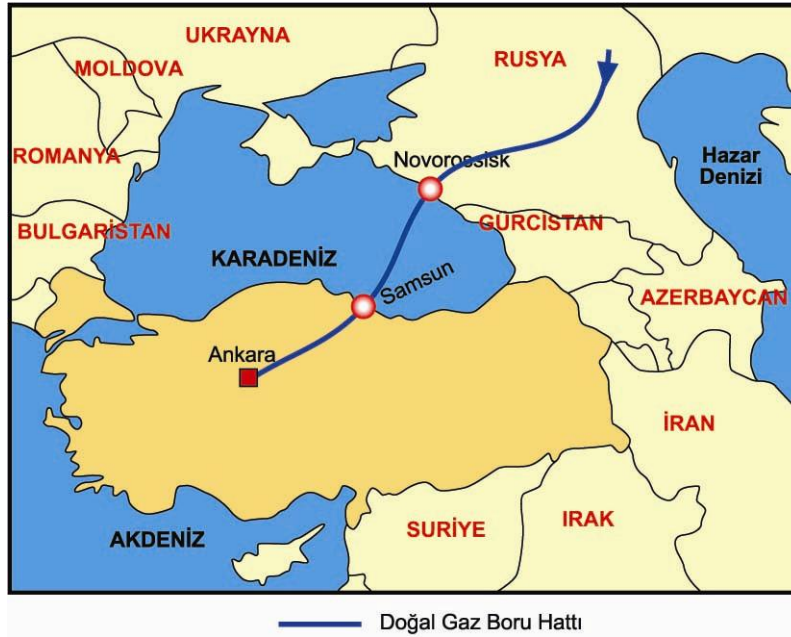 UKRAYNA
MOLDOVA
RUSYA
ROMANYA
Novorossisk
Hazar
Denizi
BULGARİSTAN
GÜRCİSTAN
KARADENİZ
Samsun
AZERBAYCAN
Ankara
İRAN
SURİYE
IRAK
AKDENİZ
Doğal Gaz Boru Hattı